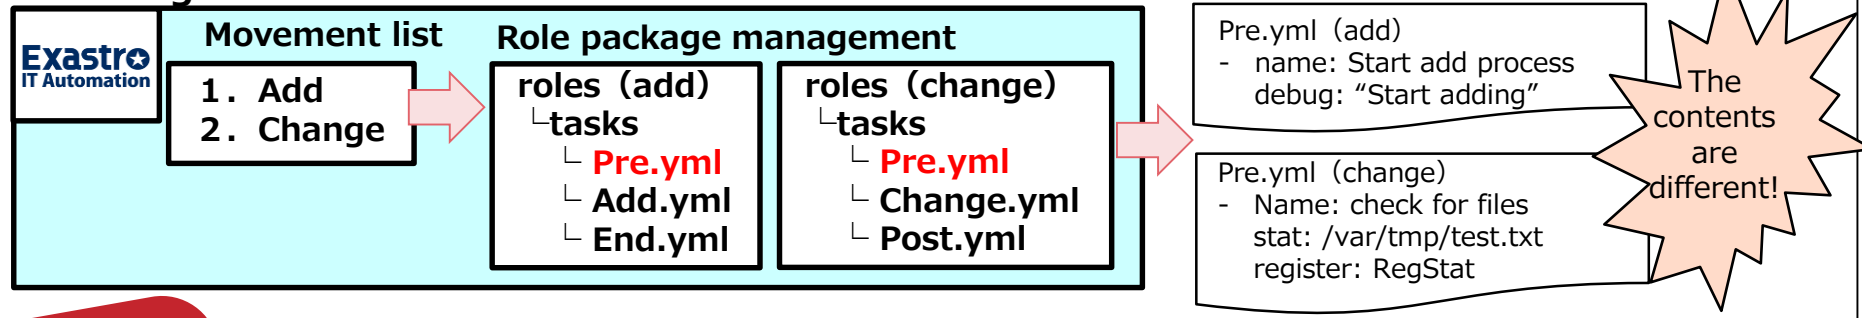 Exastro
IT Automation
Movement list
1. Add
2. Change
Role package management
roles（add）
└tasks
└ Pre.yml
└ Add.yml
└ End.yml
roles（change）
└tasks
└ Pre.yml
└ Change.yml
└ Post.yml
Pre.yml（add）
- name: Start add process
debug: “Start adding”
Pre.yml（change）
- Name: check for files
stat: /var/tmp/test.txt
register: RegStat
The
contents
are
different!